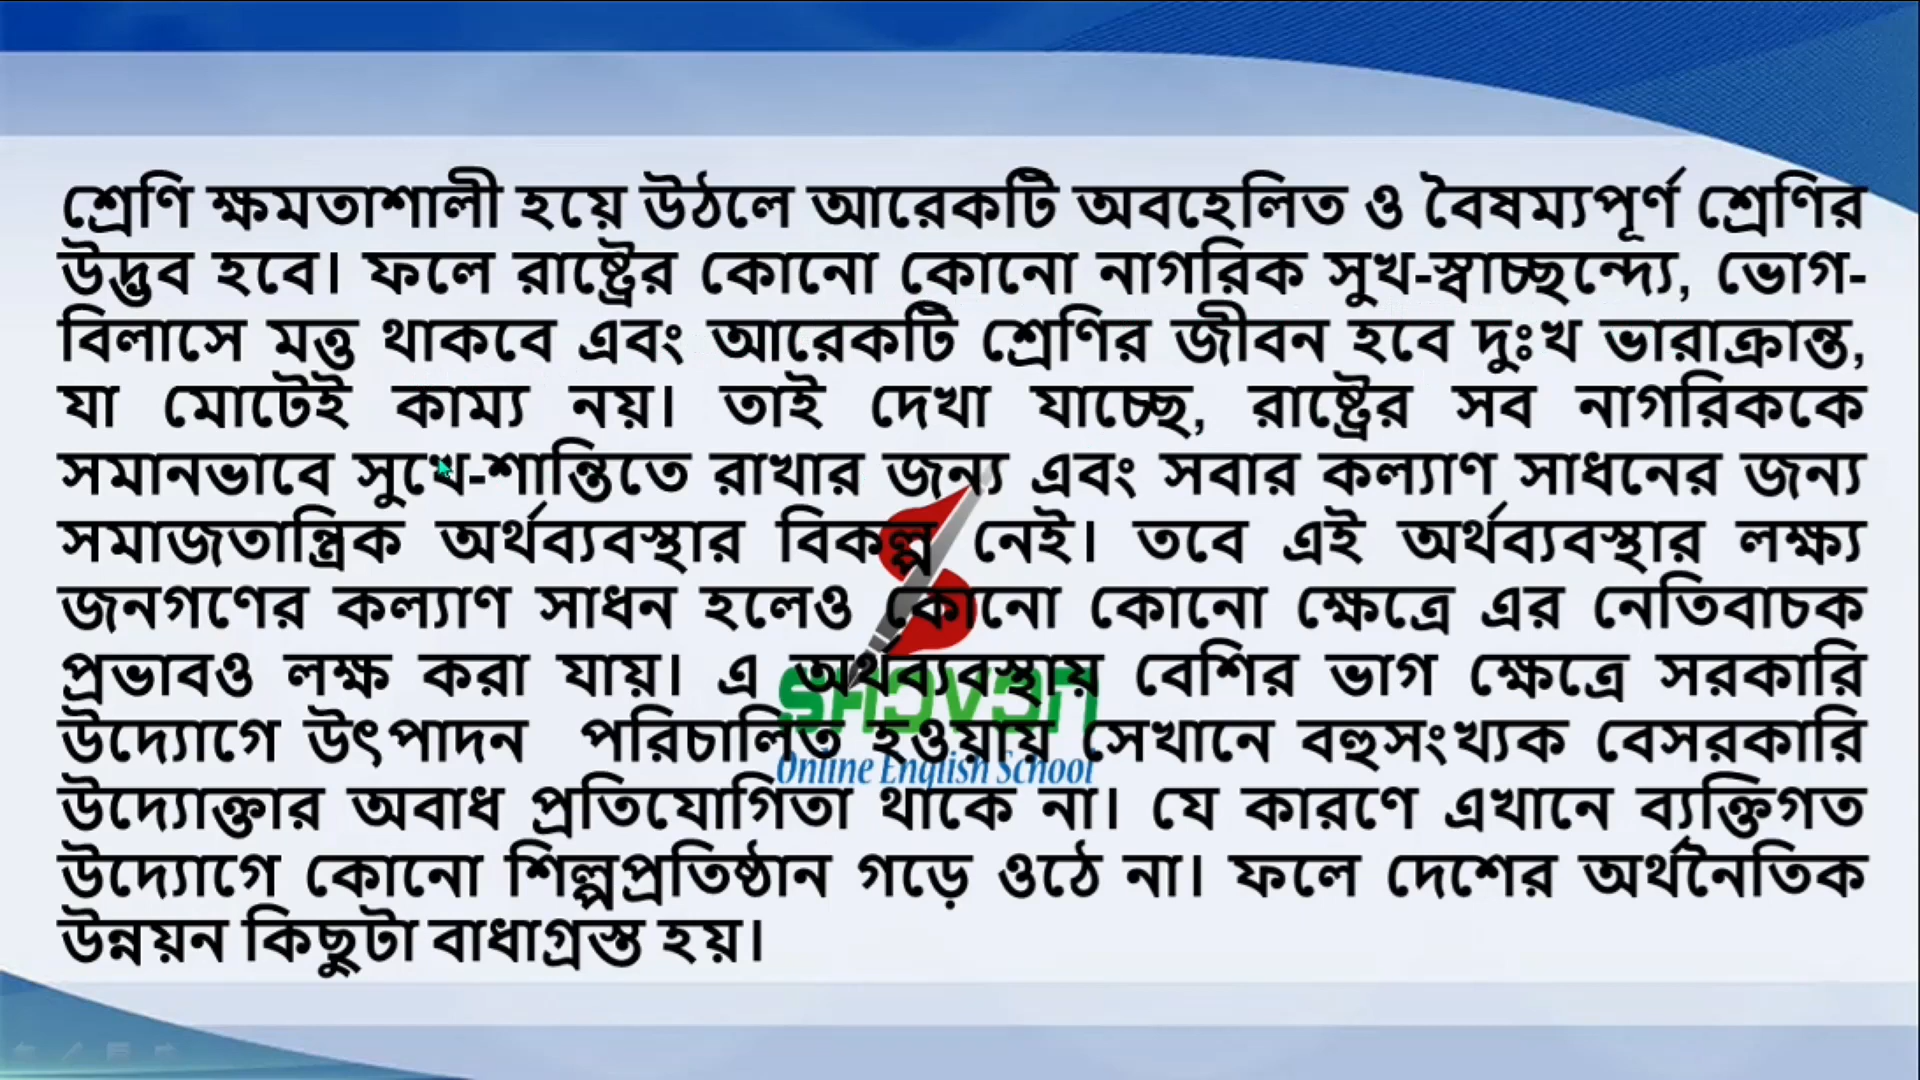 শ্রেণি ক্ষমতাশালী হয়ে উঠলে আরেকটি অবহেলিত ও বৈষম্যপূর্ণ শ্রেণির
উদ্ভব হবে। ফলে রাষ্ট্রের কোনো কোনো নাগরিক সুখ-স্বাচ্ছন্দ্যে, ভোগ-
বিলাসে মত্ত থাকবে এবং আরেকটি শ্রেণির জীবন হবে দুঃখ ভারাক্রান্ত,
যা মোটেই কাম্য নয়। তাই দেখা যাচ্ছে, রাষ্ট্রের সব নাগরিককে
সমানভাবে সুখে-শান্তিতে রাখার জন্য এবং সবার কল্যাণ সাধনের জন্য
সমাজতান্ত্রিক অর্থব্যবস্থার বিকল্প নেই। তবে এই অর্থব্যবস্থার লক্ষ্য
জনগণের কল্যাণ সাধন হলেও কোনো কোনো ক্ষেত্রে এর নেতিবাচক
প্রভাবও লক্ষ করা যায়। এ অর্থব্যবস্থায় বেশির ভাগ ক্ষেত্রে সরকারি
উদ্যোগে উৎপাদন পরিচালিত হওয়ায় সেখানে বহুসংখ্যক বেসরকারি
উদ্যোক্তার অবাধ প্রতিযোগিতা থাকে না। যে কারণে এখানে ব্যক্তিগত
উদ্যোগে কোনো শিল্পপ্রতিষ্ঠান গড়ে ওঠে না। ফলে দেশের অর্থনৈতিক
উন্নয়ন কিছুটা বাধাগ্রস্ত হয়।
SHOVON
Online English School